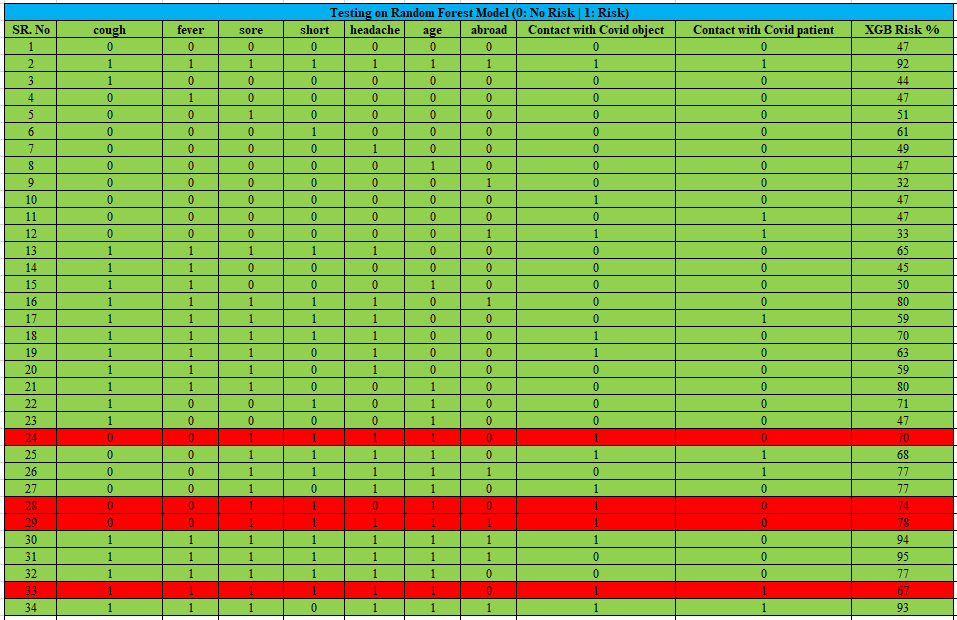 Testing on Random Forest Model (0: No Risk | 1: Risk)
SR. No cough fever sore short headache age abroad Contact with Covid object Contact with Covid patient XGB Risk %
1 0 0 0 0 0 0 0 0 0 47
2 1 1 1 1 1 1 1 1 1 92
3 1 0 0 0 0 0 0 0 0 44
4 0 1 0 0 0 0 0 0 0 47
5 0 0 1 0 0 0 0 0 0 51
6 0 0 0 1 0 0 0 0 0 61
7 0 0 0 0 1 0 0 0 0 49
8 0 0 0 0 0 1 0 0 0 47
9 0 0 0 0 0 0 1 0 0 32
10 0 0 0 0 0 0 0 1 0 47
11 0 0 0 0 0 0 0 0 1 47
12 0 0 0 0 0 0 1 1 1 33
13 1 1 1 1 1 0 0 0 0 65
14 1 1 0 0 0 0 0 0 0 45
15 1 1 0 0 0 1 0 0 0 50
16 1 1 1 1 1 0 1 0 0 80
17 1 1 1 1 1 0 0 0 1 59
18 1 1 1 1 1 0 0 1 0 70
19 1 1 1 0 1 0 0 1 0 63
20 1 1 1 0 1 0 0 0 0 59
21 1 1 1 0 0 1 0 0 0 80
22 1 0 0 1 0 1 0 0 0 71
23 1 0 0 0 0 1 0 0 0 47
24 0 0 1 1 1 1 0 1 0 70
25 0 0 1 1 1 1 0 1 1 68
26 0 0 1 1 1 1 1 0 1 77
27 0 0 1 0 1 1 0 1 0 77
28 0 0 1 1 0 1 0 1 0 74
29 0 0 1 1 1 1 1 1 0 78
30 1 1 1 1 1 1 1 1 0 94
31 1 1 1 1 1 1 1 0 0 95
32 1 1 1 1 1 1 0 0 0 77
33 1 1 1 1 1 1 0 1 1 67
34 1 1 1 0 1 1 1 1 1 93